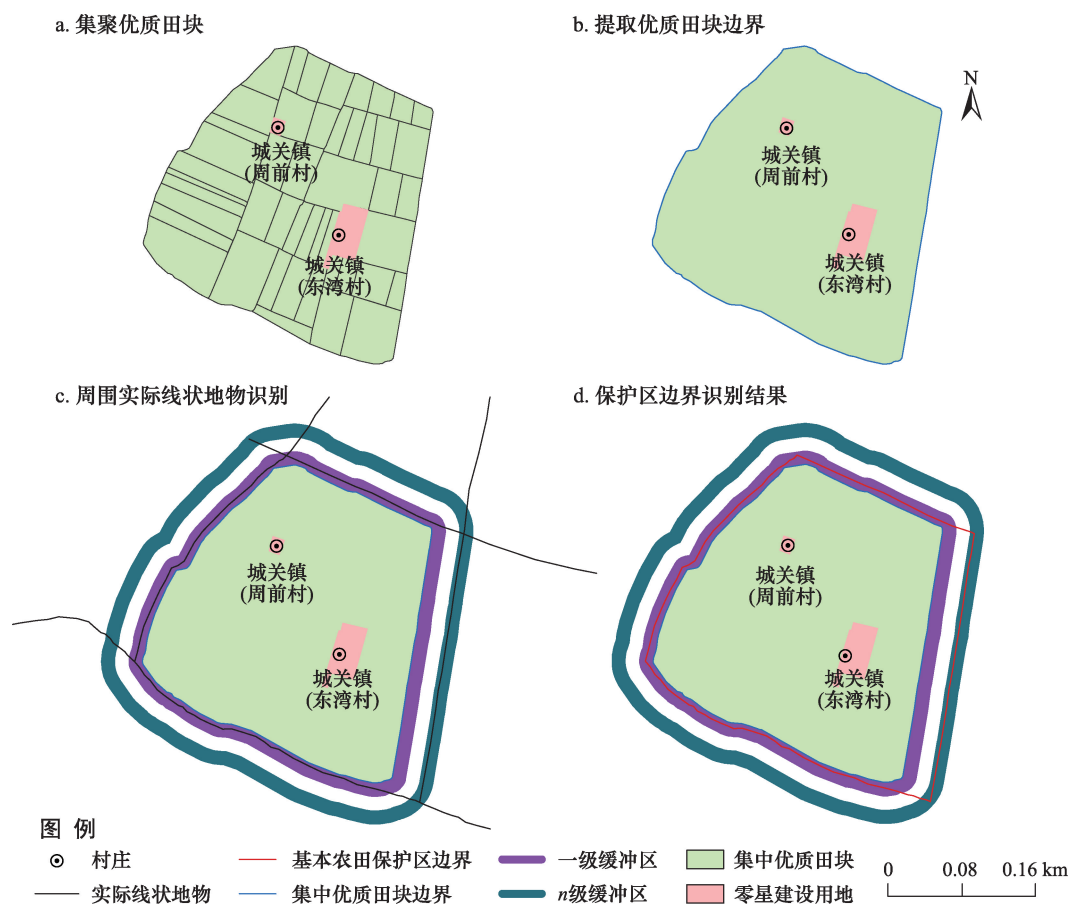 a. 集聚优质田块
b. 提取优质田块边界
N
城关镇
(周前村)
城关镇
(东湾村)
城关镇
(周前村)
城关镇
(东湾村)
c. 周围实际线状地物识别
d. 保护区边界识别结果
城关镇
(周前村)
城关镇
(东湾村)
城关镇
(周前村)
城关镇
(东湾村)
图 例
村庄
基本农田保护区边界
一级缓冲区
集中优质田块
0 0.08 0.16 km
实际线状地物
集中优质田块边界
n级缓冲区
零星建设用地